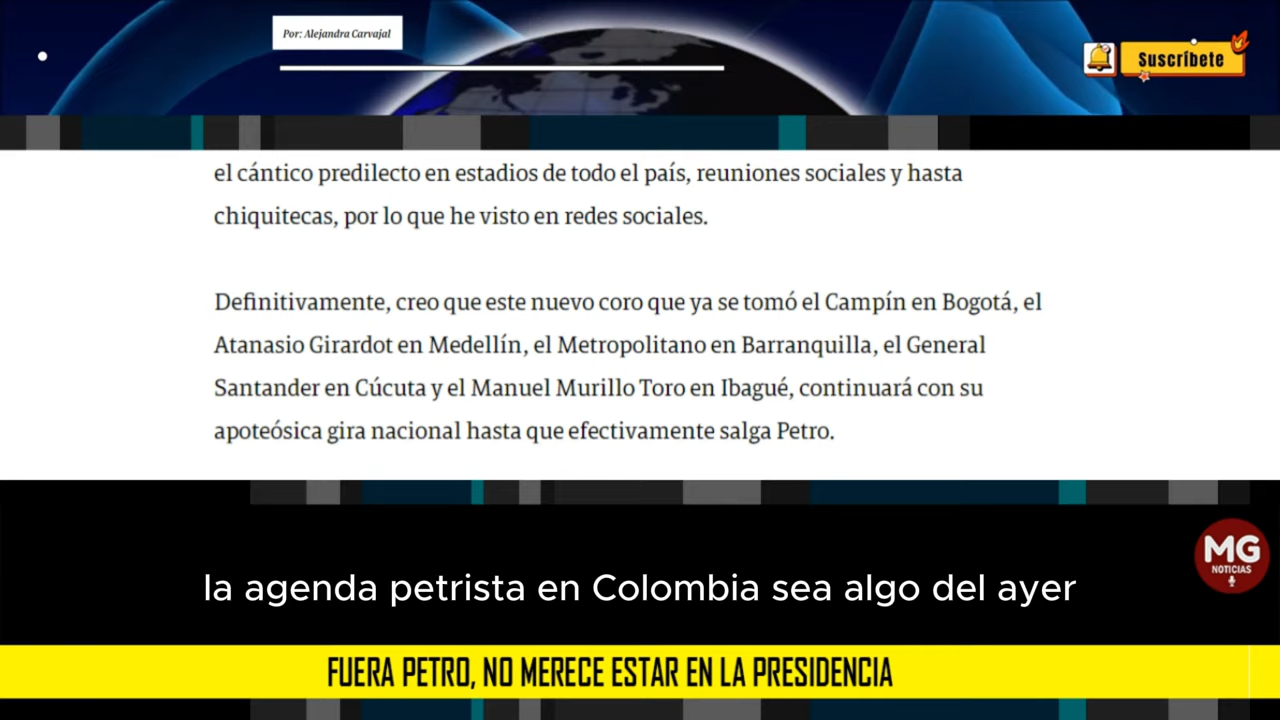 Por: Alejandra Carvajal
Suscríbete
el cántico predilecto en estadios de todo el país, reuniones sociales y hasta
chiquitecas, por lo que he visto en redes sociales.
Definitivamente, creo que este nuevo coro que ya se tomó el Campín en Bogotá, el
Atanasio Girardot en Medellín, el Metropolitano en Barranquilla, el General
Santander en Cúcuta y el Manuel Murillo Toro en Ibagué, continuará con su
apoteósica gira nacional hasta que efectivamente salga Petro.
MG
NOTICIAS
la agenda petrista en Colombia sea algo del ayer
FUERA PETRO, NO MERECE ESTAR EN LA PRESIDENCIA